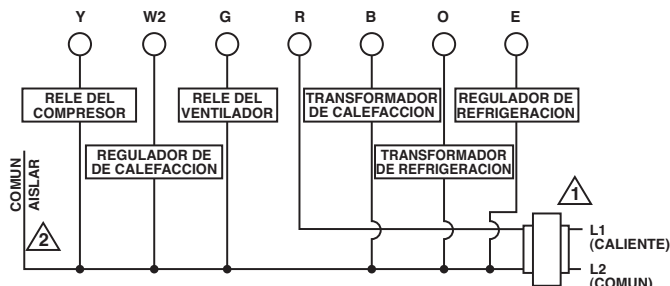 Y W2 G R B O E
RELE DEL
COMPRESOR
RELE DEL
VENTILADOR
TRANSFORMADOR
DE CALEFACCION
REGULADOR DE
REFRIGERACION
REGULADOR DE
DE CALEFACCION
TRANSFORMADOR
DE REFRIGERACION
COMUN
AISLAR
2
1
L1
(CALIENTE)
L2
(COMUN)